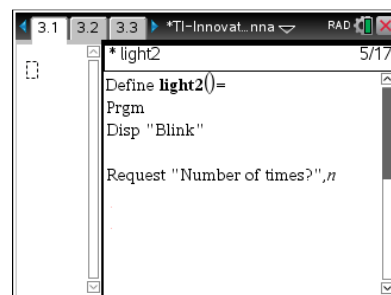 3.1 3.2 3.3 *TI-Innovat…nna RAD
* light2 5/17
Define light2()=
Prgm
Disp "Blink"
Request "Number of times?",n